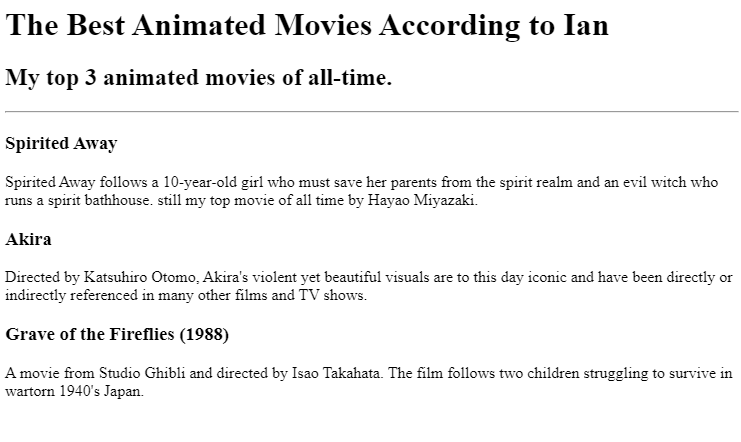 The Best Animated Movies According to Ian
My top 3 animated movies of all-time.
Spirited Away
Spirited Away follows a 10-year-old girl who must save her parents from the spirit realm and an evil witch who
runs a spirit bathhouse. still my top movie of all time by Hayao Miyazaki.
Akira
Directed by Katsuhiro Otomo, Akira's violent yet beautiful visuals are to this day iconic and have been directly or
indirectly referenced in many other films and TV shows.
Grave of the Fireflies (1988)
A movie from Studio Ghibli and directed by Isao Takahata. The film follows two children struggling to survive in
wartorn 1940's Japan.